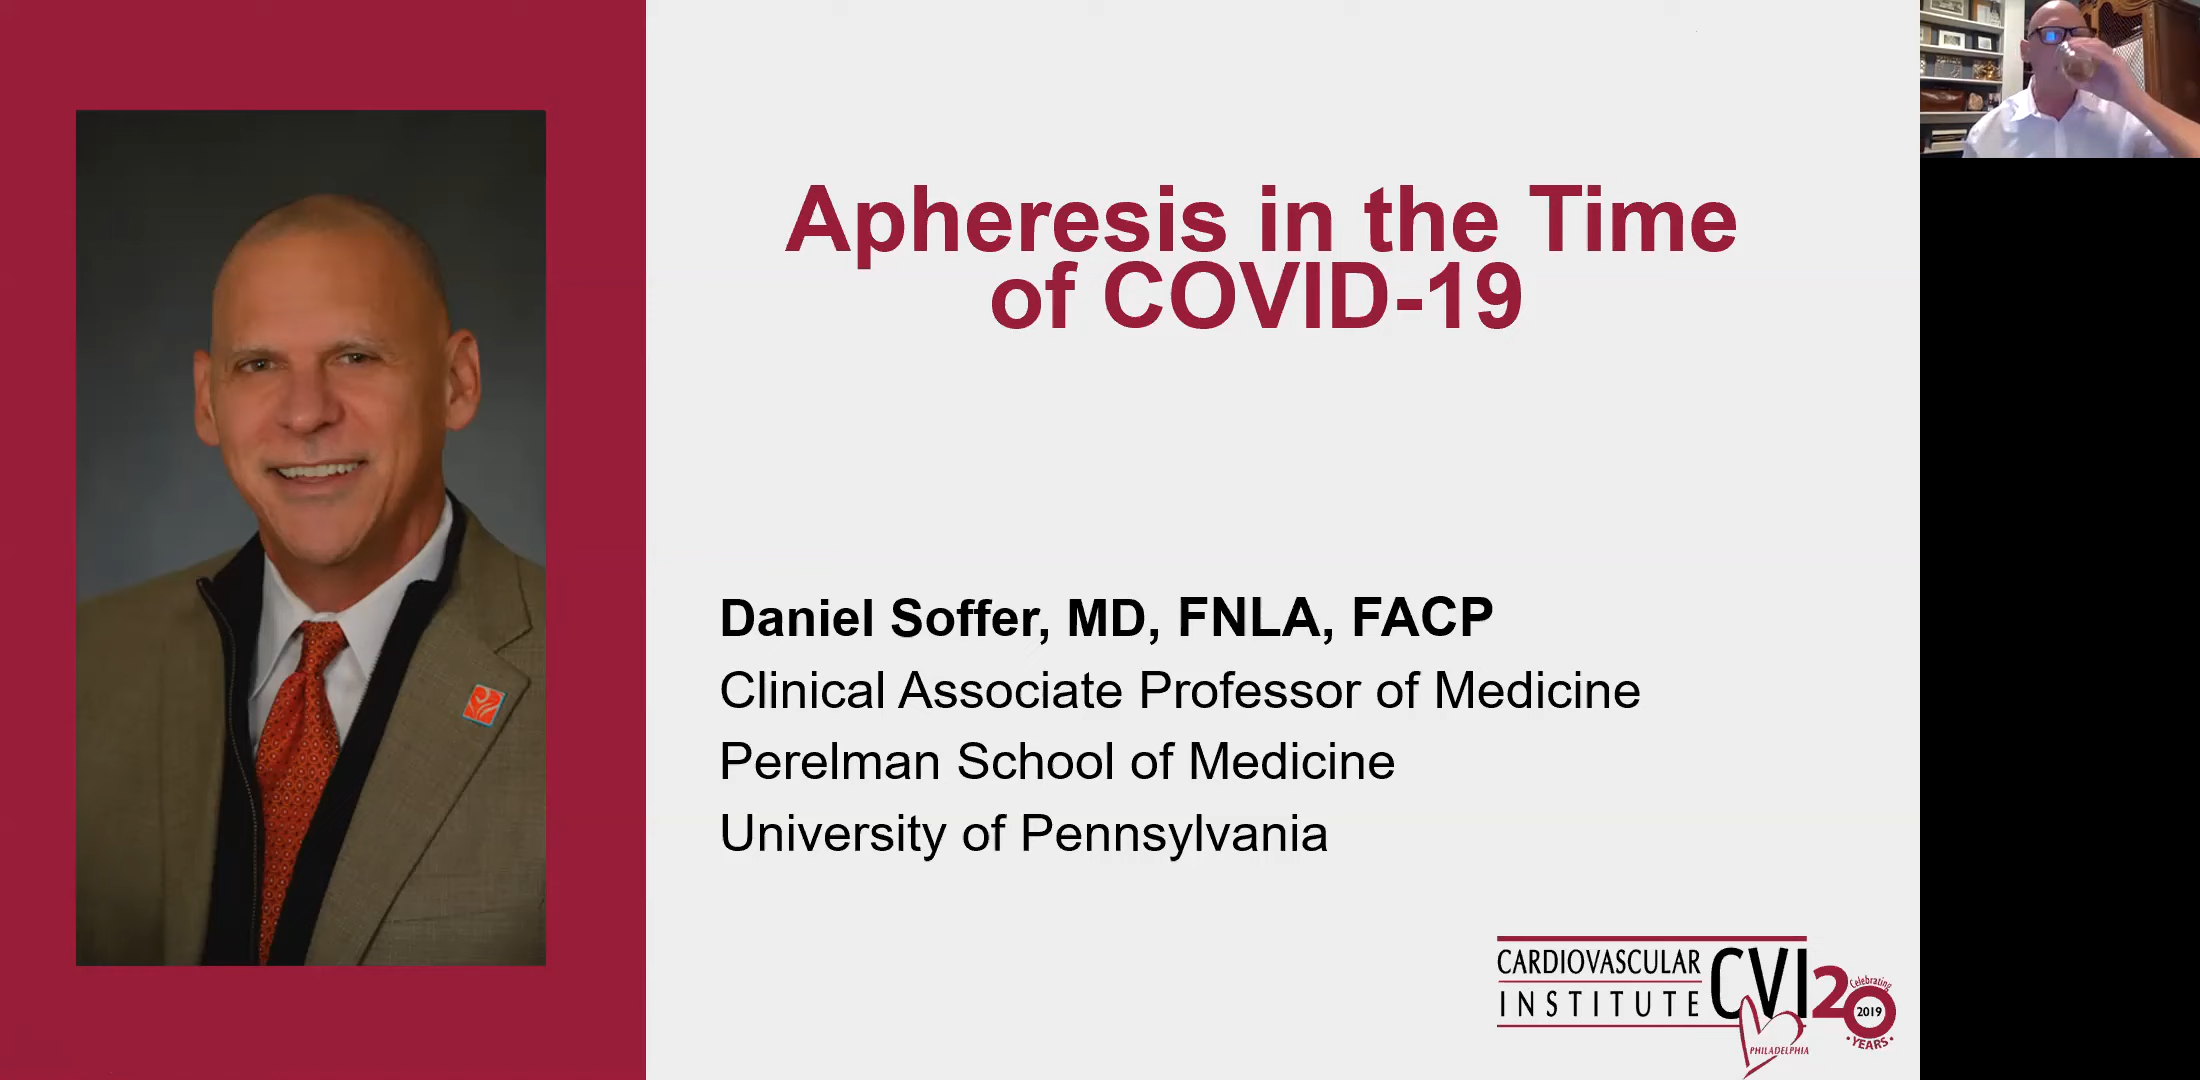 Apheresis in the Time
of COVID-19
Daniel Soffer, MD, FNLA, FACP
Clinical Associate Professor of Medicine
Perelman School of Medicine
University of Pennsylvania
CARDIOVASCULAR
INSTITUTE
CVI
PHILADELPHIA
20
Celebrating
2019
•YEARS•